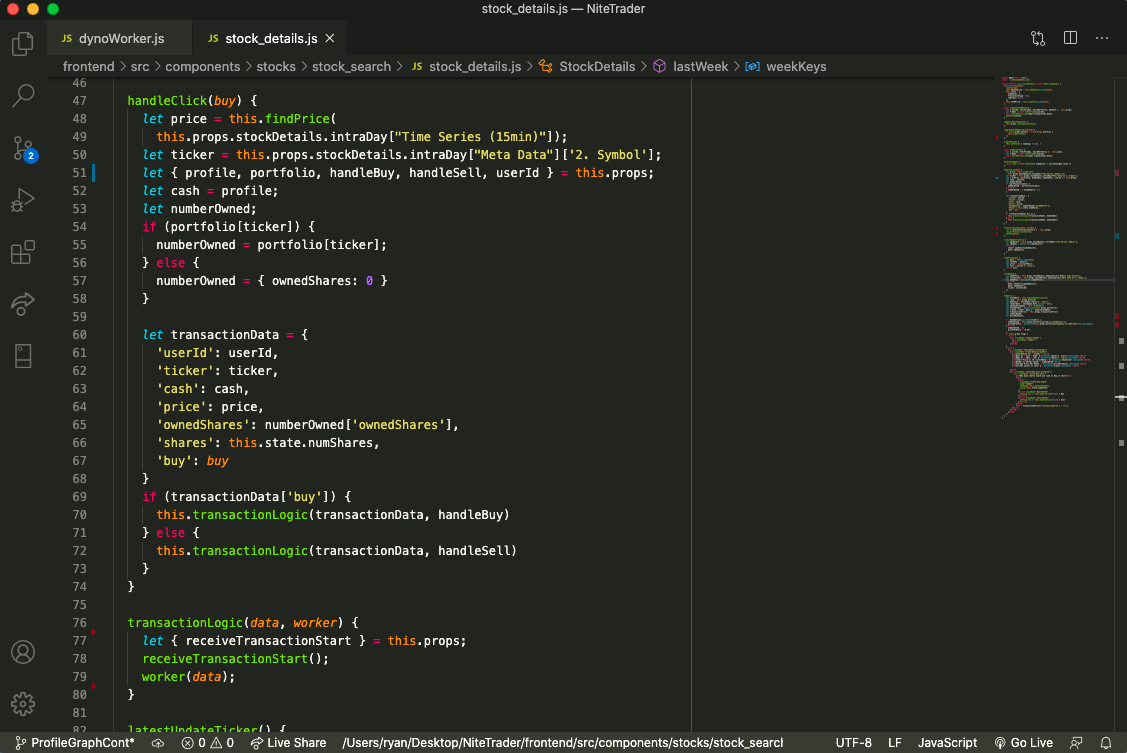 stock_details.js — NiteTrader
JS dynoWorker.js JS stock_details.js ×
frontend > src > components > stocks > stock_search > JS stock_details.js > StockDetails > lastWeek > weekKeys
46
47 handleClick(buy) {
48 let price = this.findPrice(
49 this.props.stockDetails.intraDay["Time Series (15min)"]);
50 let ticker = this.props.stockDetails.intraDay["Meta Data"]['2. Symbol'];
51 let { profile, portfolio, handleBuy, handleSell, userId } = this.props;
52 let cash = profile;
53 let numberOwned;
54 if (portfolio[ticker]) {
55 numberOwned = portfolio[ticker];
56 } else {
57 numberOwned = { ownedShares: 0 }
58 }
59
60 let transactionData = {
61 'userId': userId,
62 'ticker': ticker,
63 'cash': cash,
64 'price': price,
65 'ownedShares': numberOwned['ownedShares'],
66 'shares': this.state.numShares,
67 'buy': buy
68 }
69 if (transactionData['buy']) {
70 this.transactionLogic(transactionData, handleBuy)
71 } else {
72 this.transactionLogic(transactionData, handleSell)
73 }
74 }
75
76 transactionLogic(data, worker) {
77 let { receiveTransactionStart } = this.props;
78 receiveTransactionStart();
79 worker(data);
80 }
81
82 latestUpdateTicker() {
2
ProfileGraphCont* 0 0 Live Share /Users/ryan/Desktop/NiteTrader/frontend/src/components/stocks/stock_searcl UTF-8 LF JavaScript Go Live